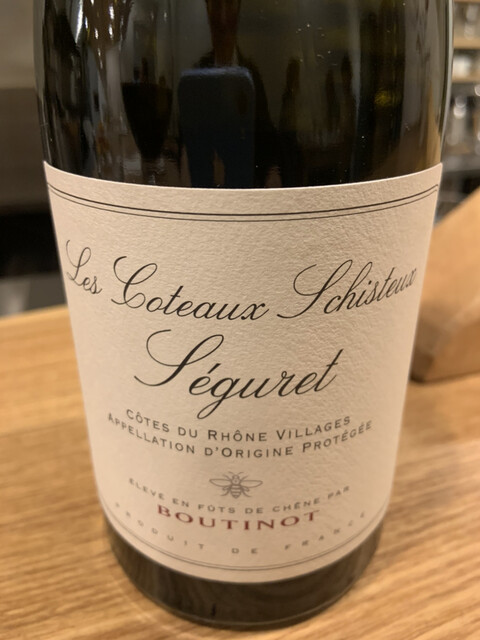 Les Coteaux Schisteux
Séguret
CÔTES DU RHÔNE VILLAGES
APPELLATION D'ORIGINE PROTÉGÉE
ÉLEVÉ EN FÛTS DE CHÊNE PAR
BOUTINOT
PRODUIT DE FRANCE